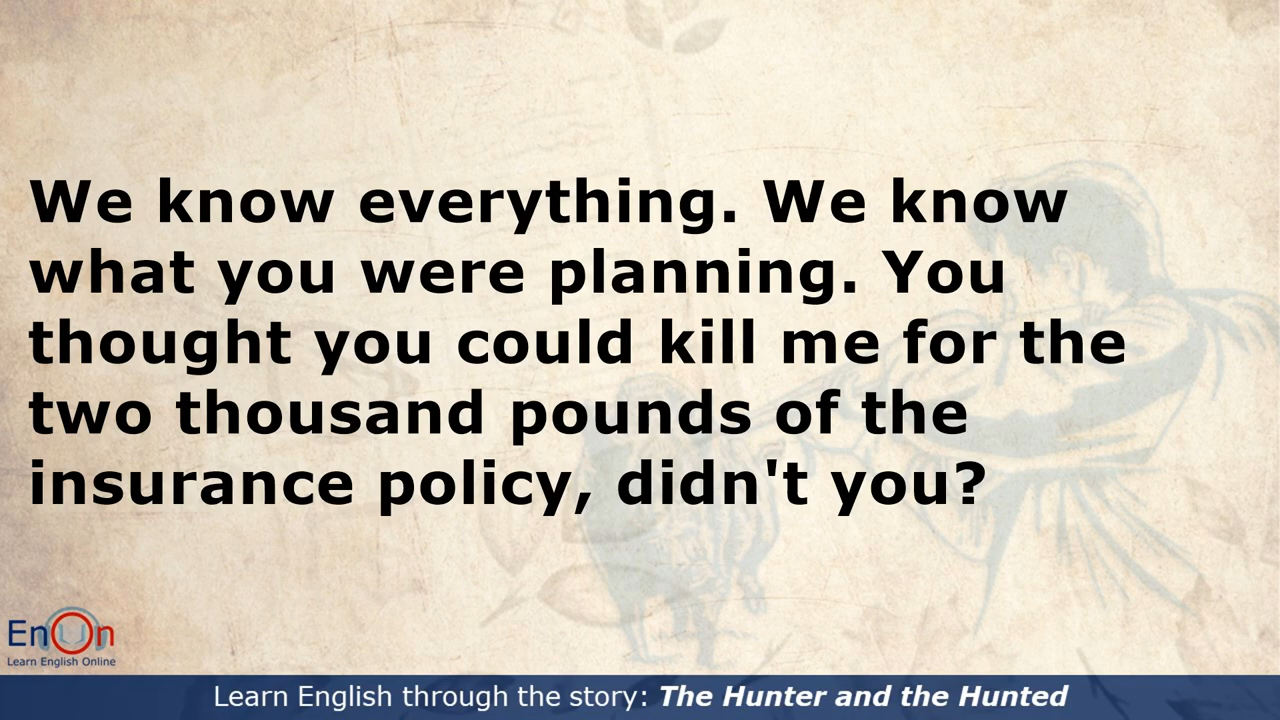 We know everything. We know
what you were planning. You
thought you could kill me for the
two thousand pounds of the
insurance policy, didn't you?
EnOn
Learn English Online
Learn English through the story: The Hunter and the Hunted